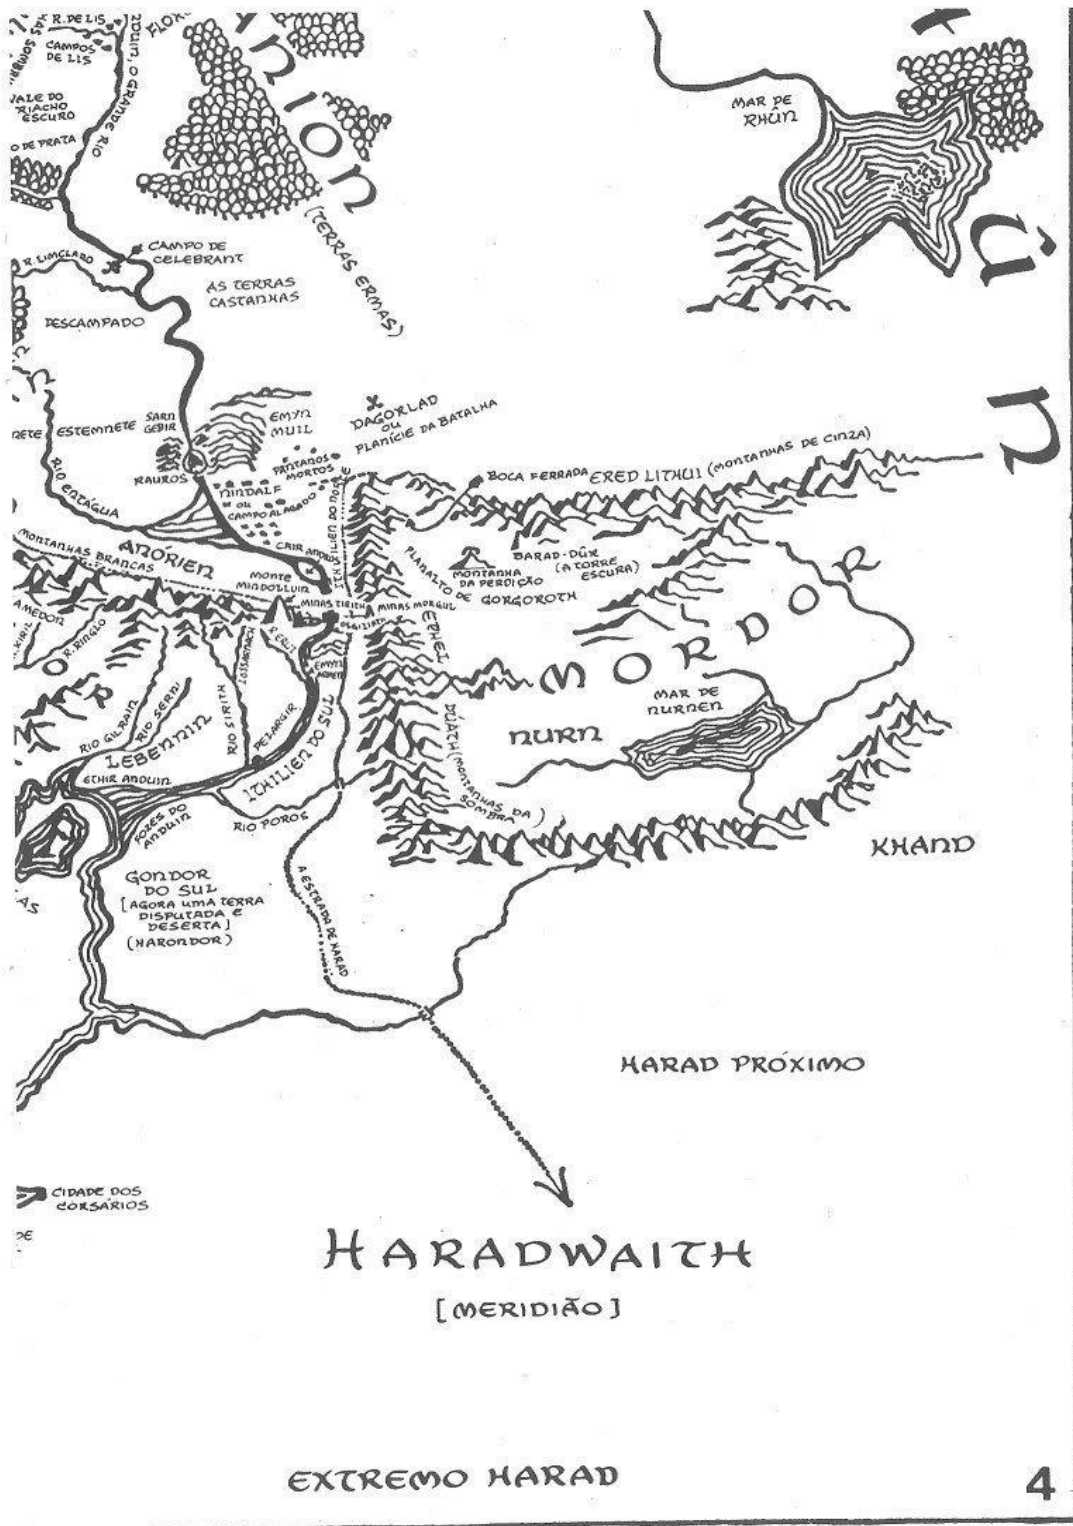 R. DE LIS
CAMPOS
DE LIS
ANDUIN, O GRANDE RIO
VALE DO
RIACHO
ESCURO
O DE PRATA
(TERRAS ERMAS)
MAR DE
RHÛN
CAMPO DE
CELEBRANT
R. LIMCLARO
AS TERRAS
CASTANHAS
DESCAMPADO
SARN
GEBIR
EMYN
MUIL
ESTEMNETE
RAUROS
DAGORLAD
OU
PLANÍCIE DA BATALHA
PÂNTANOS
MORTOS
NINDALF
OU
CAMPO ALAGADO
RIO ENTÁGUA
BOCA FERRADA
ERED LITHUI (MONTANHAS DE CINZA)
ITHILIEN DO NORTE
CAIR ANDROS
MONTANHAS BRANCAS
ANÓRIEN
MONTE
MINDOLLUIN
PLANALTO
DE GORGOROTH
BARAD-DÛR
(A TORRE
ESCURA)
MONTANHA
DA PERDIÇÃO
MINAS TIRITH
MINAS MORGUL
OSGILIATH
AMEDON
R. RINGLO
LOSSARNACH
R. ERUI
EMYN
ARNEN
EPHEL
DÚATH (MONTANHAS DA
SOMBRA)
MORDOR
MAR DE
NURNEN
NURN
RIO GILRAIN
RIO SERNI
RIO SIRITH
LEBENNIN
PELARGIR
ITHILIEN DO SUL
ETHIR ANDUIN
FOZES DO
ANDUIN
RIO POROS
KHAND
GONDOR
DO SUL
[AGORA UMA TERRA
DISPUTADA E
DESERTA]
(HARONDOR)
A ESTRADA DE HARAD
HARAD PRÓXIMO
CIDADE DOS
CORSÁRIOS
DE
HARADWAITH
[MERIDIÃO]
EXTREMO HARAD
4